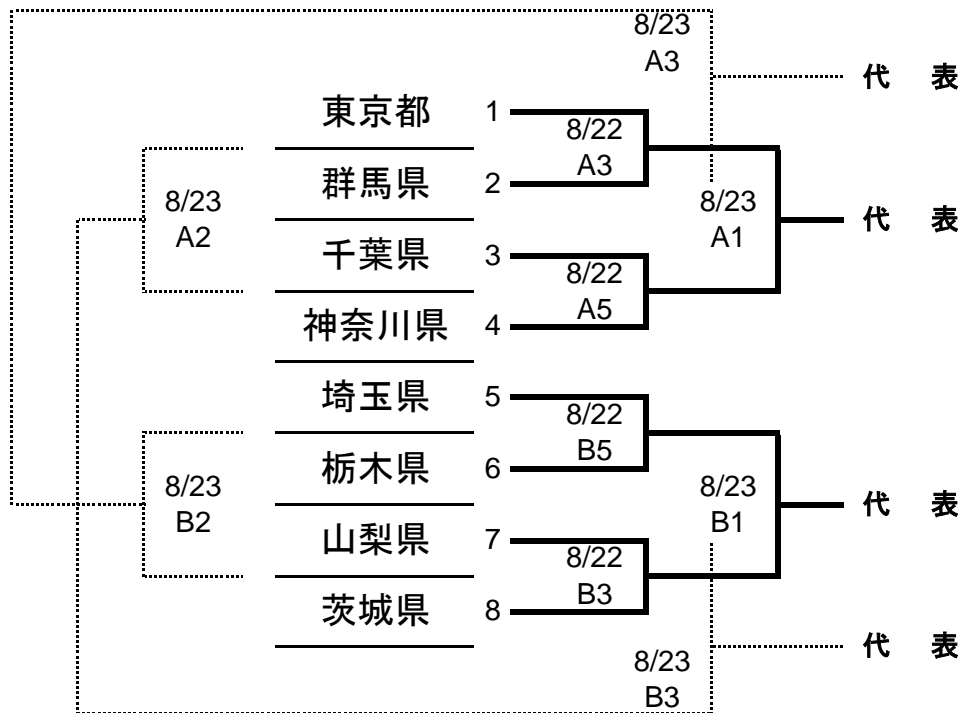 8/23
A3
代 表
東京都 1
8/22
A3
群馬県 2
8/23
A2
8/23
A1
代 表
千葉県 3
8/22
A5
神奈川県 4
埼玉県 5
8/22
B5
栃木県 6
8/23
B2
8/23
B1
代 表
山梨県 7
8/22
B3
茨城県 8
代 表
8/23
B3